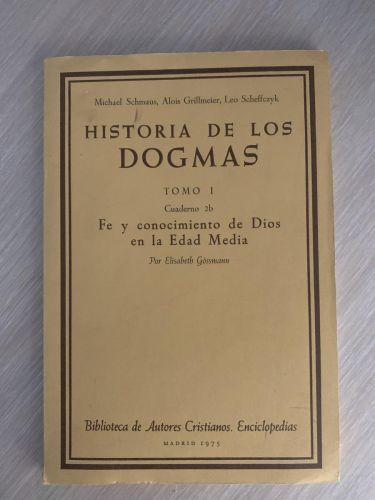 Michael Schmaus, Alois Grillmeier, Leo Scheffczyk
HISTORIA DE LOS
DOGMAS
TOMO I
Cuaderno 2b
Fe y conocimiento de Dios
en la Edad Media
Por Elisabeth Gössmann
Biblioteca de Autores Cristianos. Enciclopedias
MADRID 1975